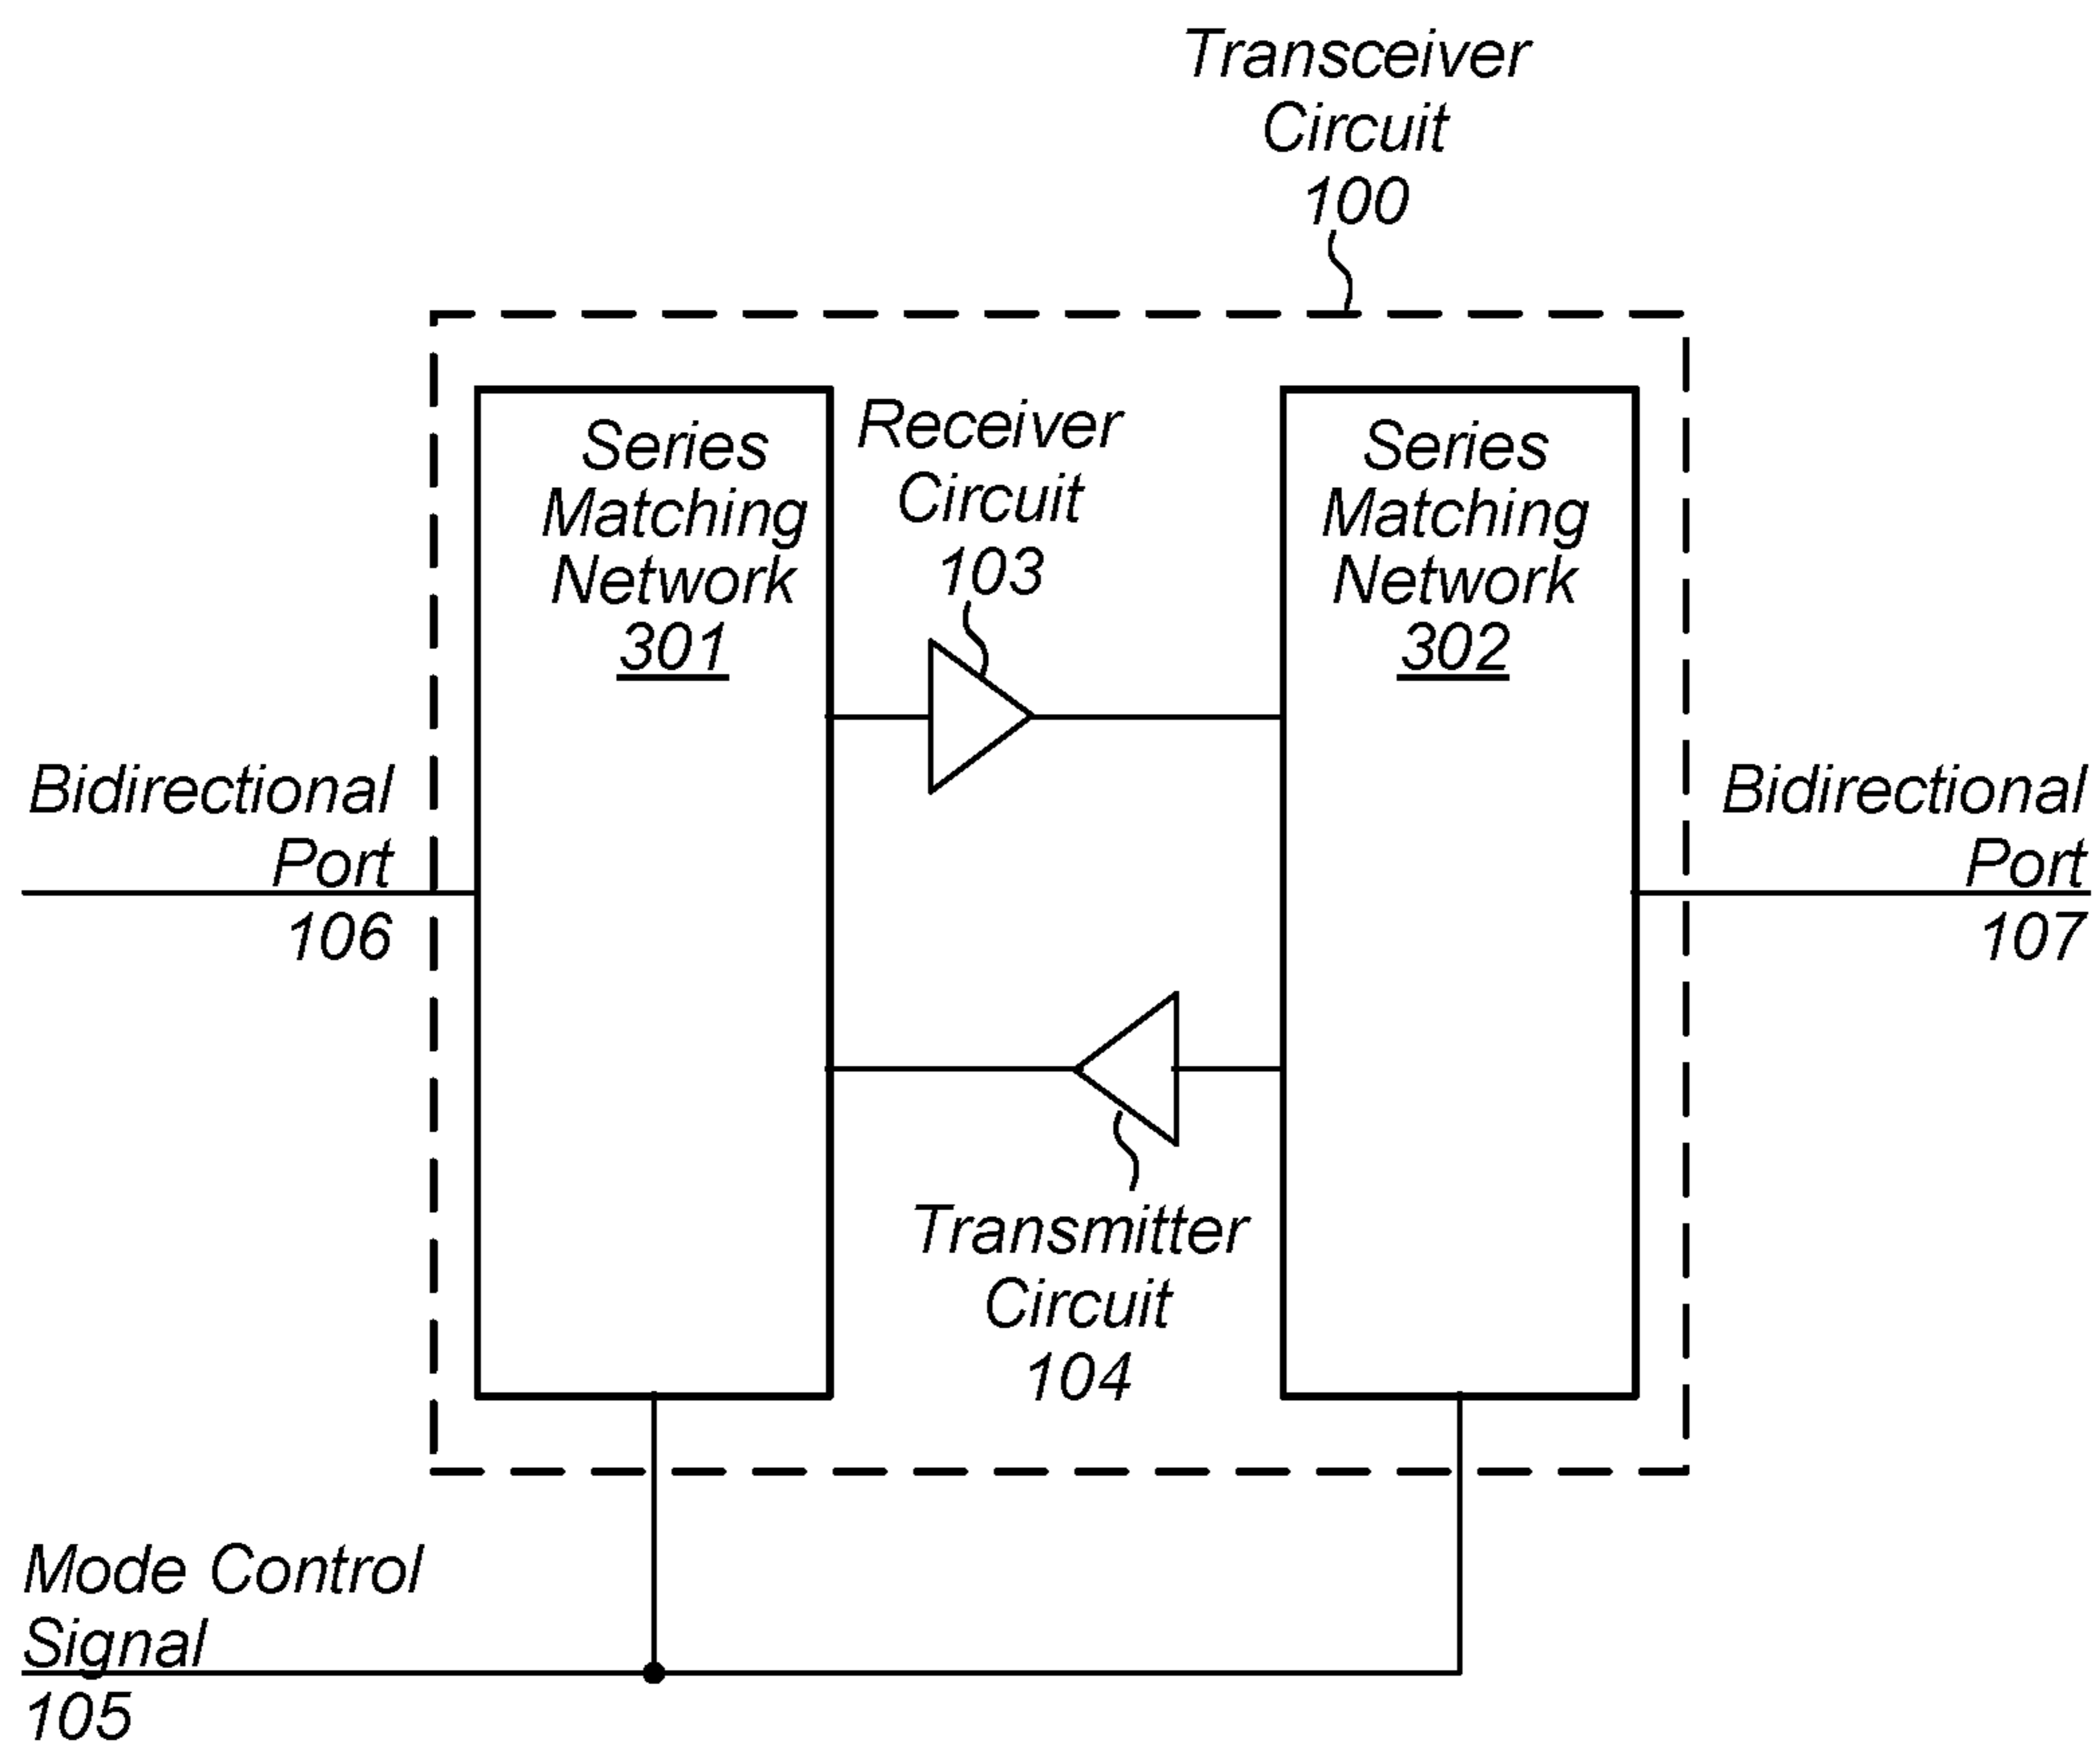 Transceiver
Circuit
100
Series
Matching
Network
301
Receiver
Circuit
103
Series
Matching
Network
302
Bidirectional
Port
106
Bidirectional
Port
107
Transmitter
Circuit
104
Mode Control
Signal
105